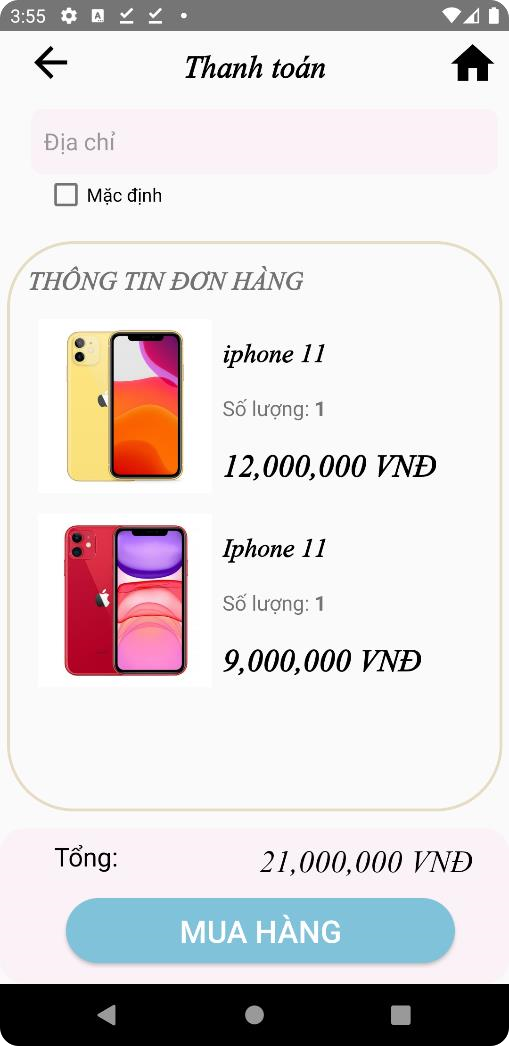 3:55
Thanh toán
Địa chỉ
Mặc định
THÔNG TIN ĐƠN HÀNG
iphone 11
Số lượng: 1
12,000,000 VNĐ
Iphone 11
Số lượng: 1
9,000,000 VNĐ
Tổng:
21,000,000 VNĐ
MUA HÀNG